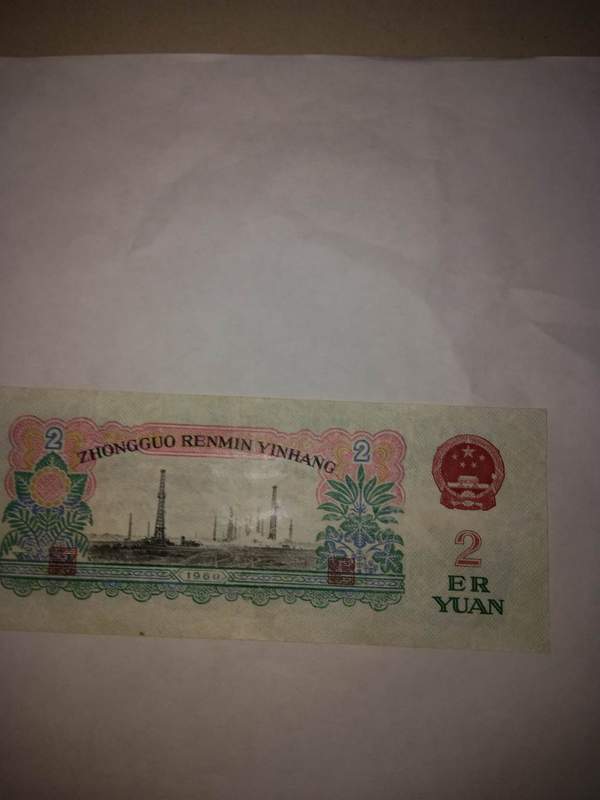 2
ZHONGGUO RENMIN YINHANG
2
1960
2
ER
YUAN